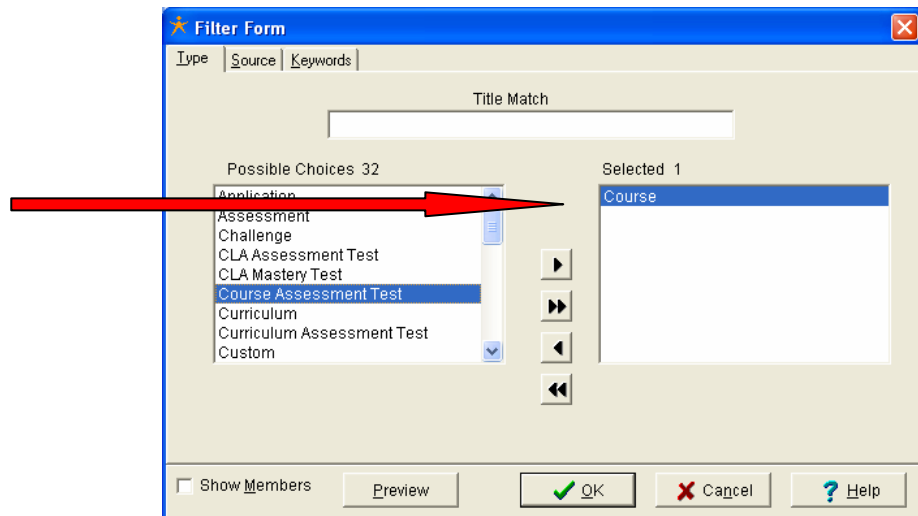 Filter Form
Type Source Keywords
Title Match
Possible Choices 32
Selected 1
Application
Assessment
Challenge
CLA Assessment Test
CLA Mastery Test
Course Assessment Test
Curriculum
Curriculum Assessment Test
Custom
Course
Show Members
Preview
OK
Cancel
Help